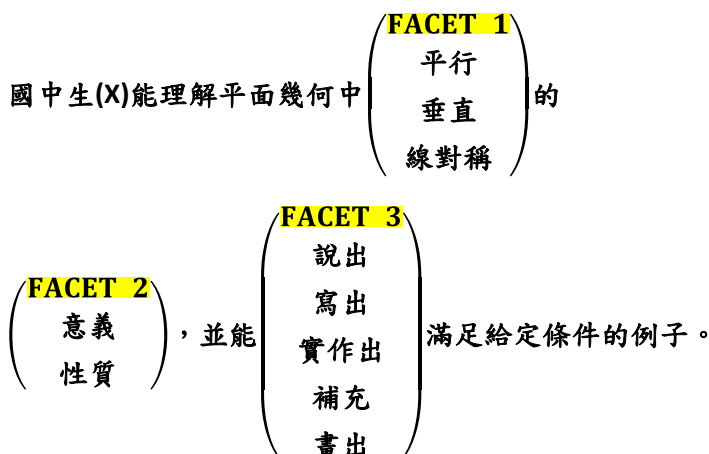 FACET 1
平行
國中生(X)能理解平面幾何中 垂直 的
線對稱
FACET 3
說出
FACET 2
寫出
意義
，並能 實作出 滿足給定條件的例子。
性質
補充
畫出